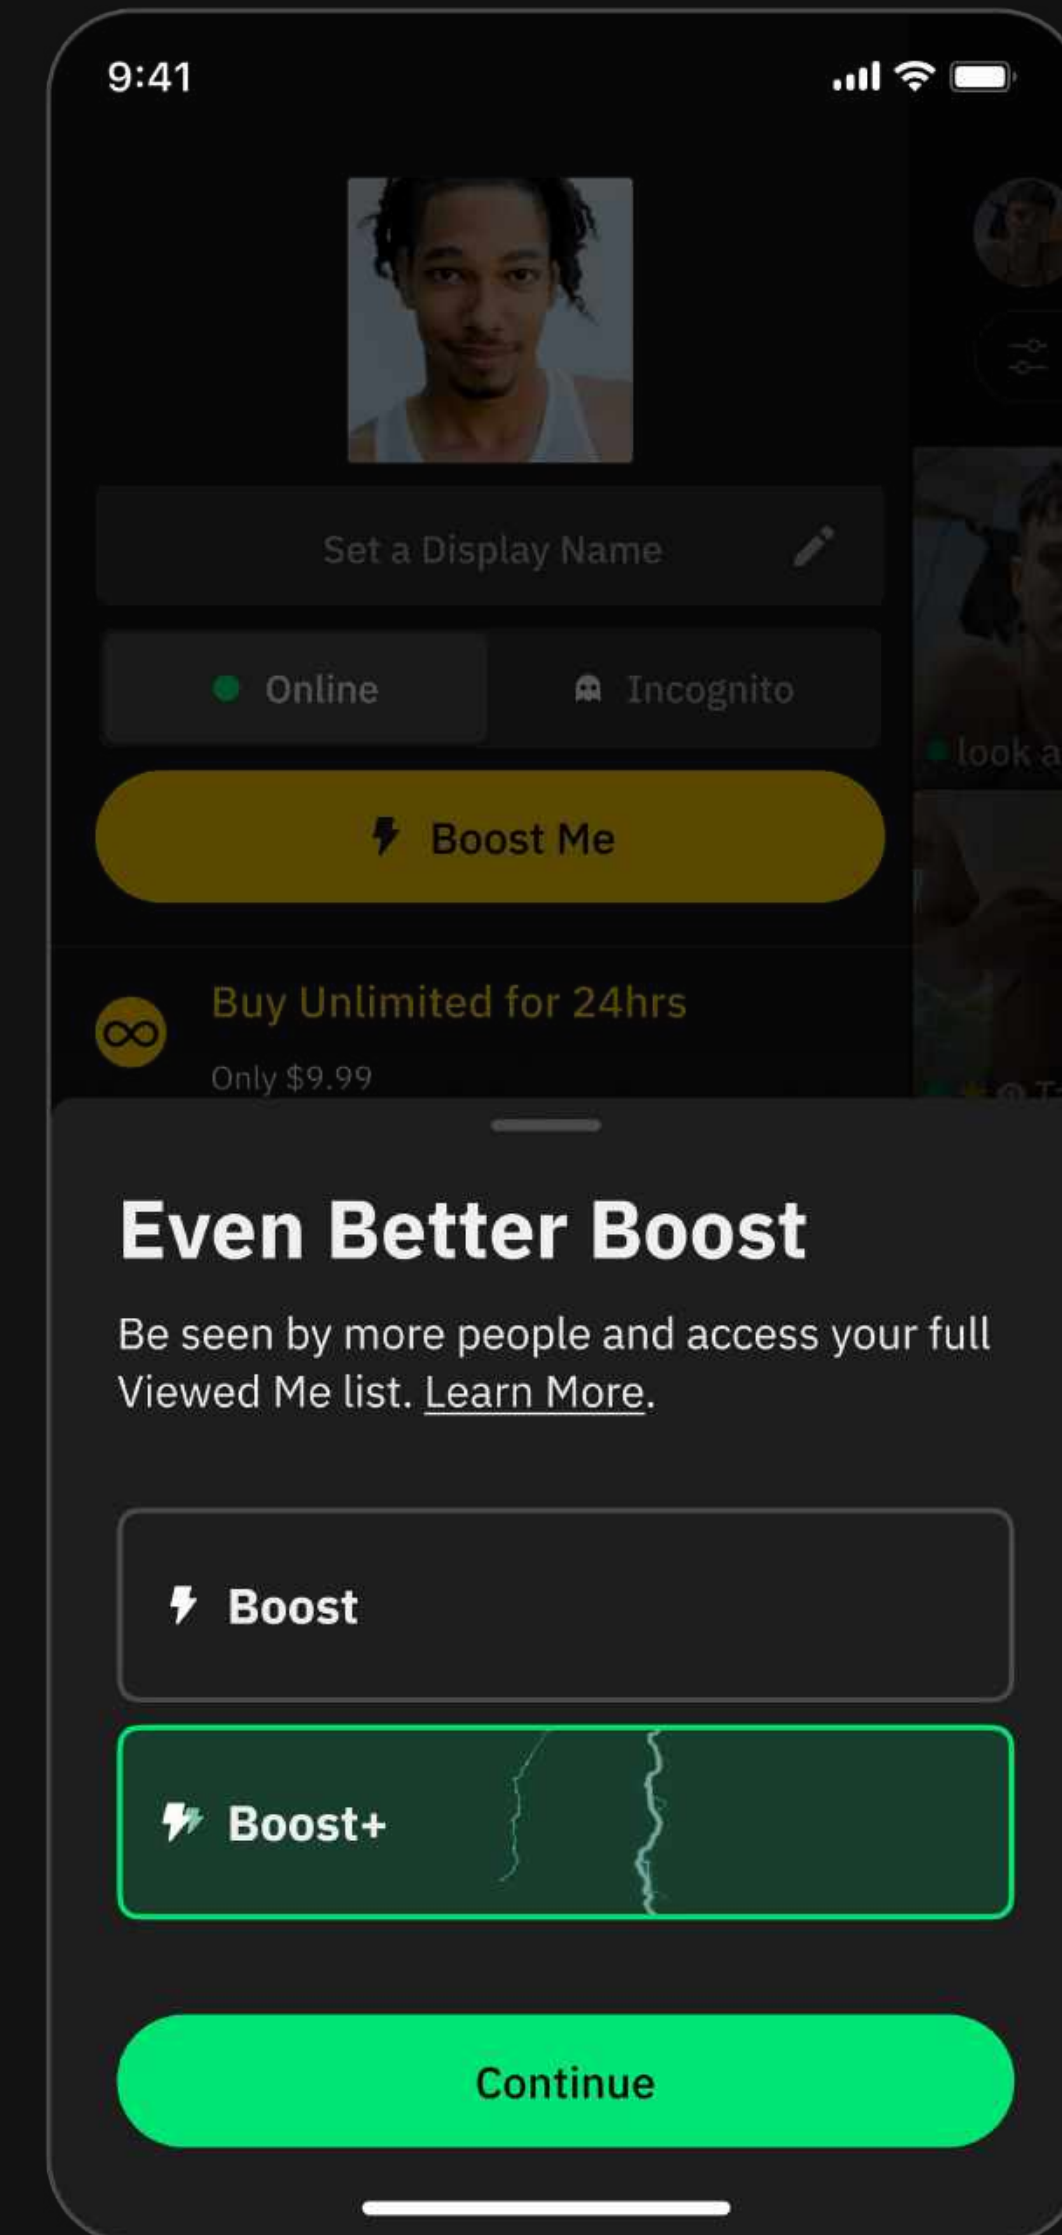 9:41
Set a Display Name
Online
Incognito
look a
Boost Me
Buy Unlimited for 24hrs
Only $9.99
Even Better Boost
Be seen by more people and access your full
Viewed Me list. Learn More.
Boost
Boost+
Continue